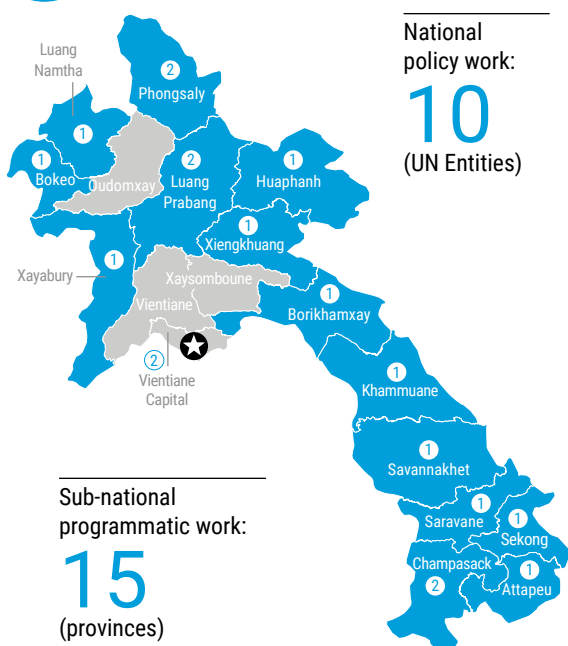 National
policy work:
10
(UN Entities)
Luang
Namtha
2
Phongsaly
1
1
Bokeo
Oudomxay
2
Luang
Prabang
1
Huaphanh
1
Xiengkhuang
Xayabury
1
Xaysomboune
Vientiane
1
Borikhamxay
2
Vientiane
Capital
1
Khammuane
1
Savannakhet
1
Saravane
1
Sekong
Champasack
2
1
Attapeu
Sub-national
programmatic work:
15
(provinces)